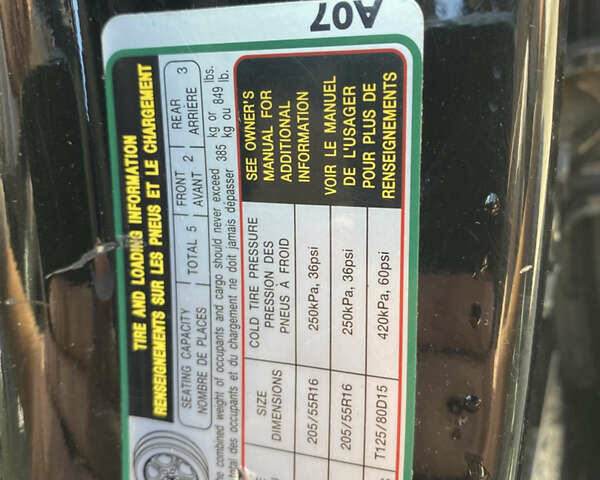 A07
TIRE AND LOADING INFORMATION
RENSEIGNEMENTS SUR LES PNEUS ET LE CHARGEMENT
SEATING CAPACITY
NOMBRE DE PLACES
TOTAL 5
FRONT 2
AVANT
REAR 3
ARRIÈRE
combined weight of occupants and cargo should never exceed 385 kg or 849 lbs.
total des occupants et du chargement ne doit jamais dépasser 385 kg ou 849 lb.
SIZE
DIMENSIONS
COLD TIRE PRESSURE
PRESSION DES
PNEUS À FROID
SEE OWNER'S
MANUAL FOR
ADDITIONAL
INFORMATION
VOIR LE MANUEL
DE L'USAGER
POUR PLUS DE
RENSEIGNEMENTS
205/55R16
250kPa, 36psi
205/55R16
250kPa, 36psi
T125/80D15
420kPa, 60psi